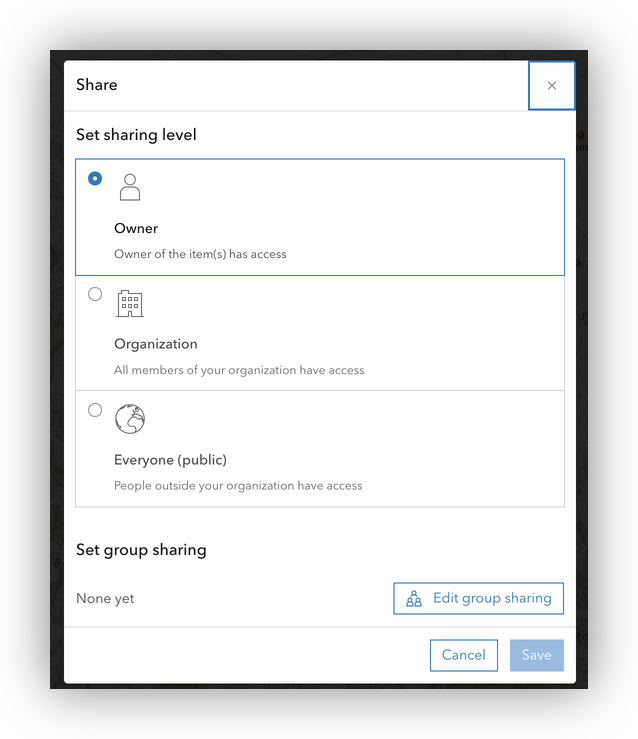 Share
Set sharing level
Owner
Owner of the item(s) has access
Organization
All members of your organization have access
Everyone (public)
People outside your organization have access
Set group sharing
None yet
Edit group sharing
Cancel
Save